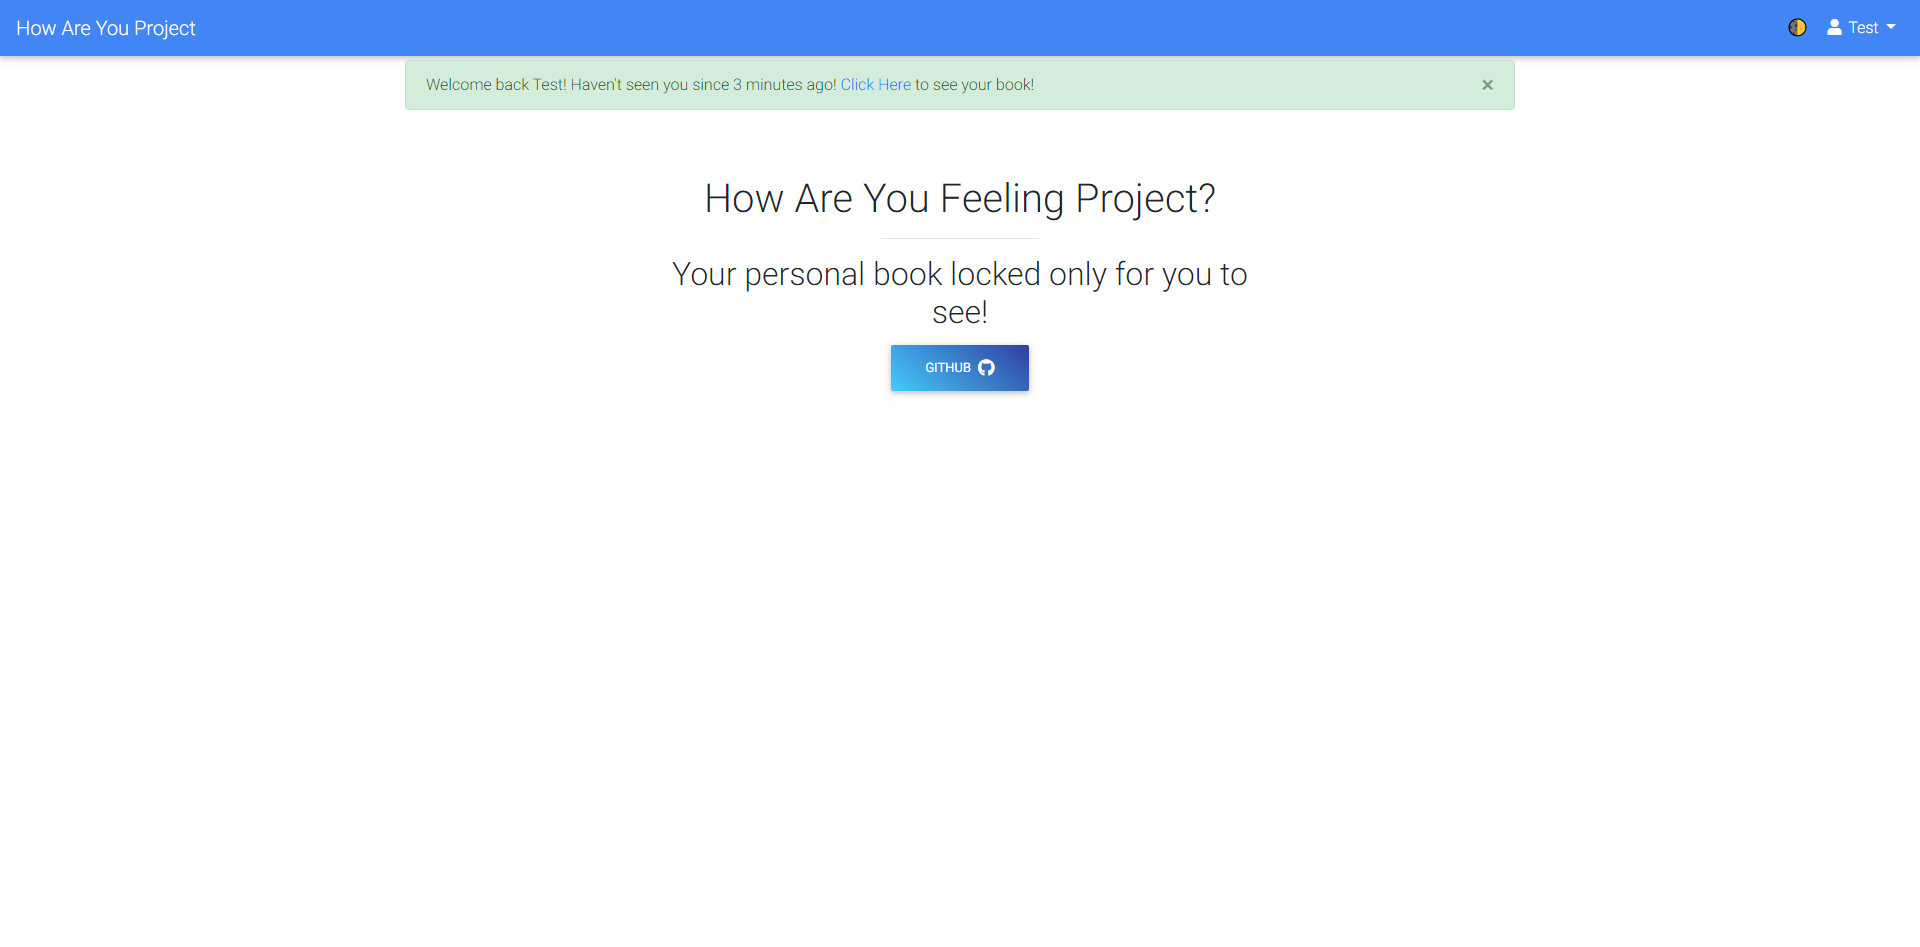 How Are You Project
Test
Welcome back Test! Haven't seen you since 3 minutes ago! Click Here to see your book!
×
How Are You Feeling Project?
Your personal book locked only for you to
see!
GITHUB